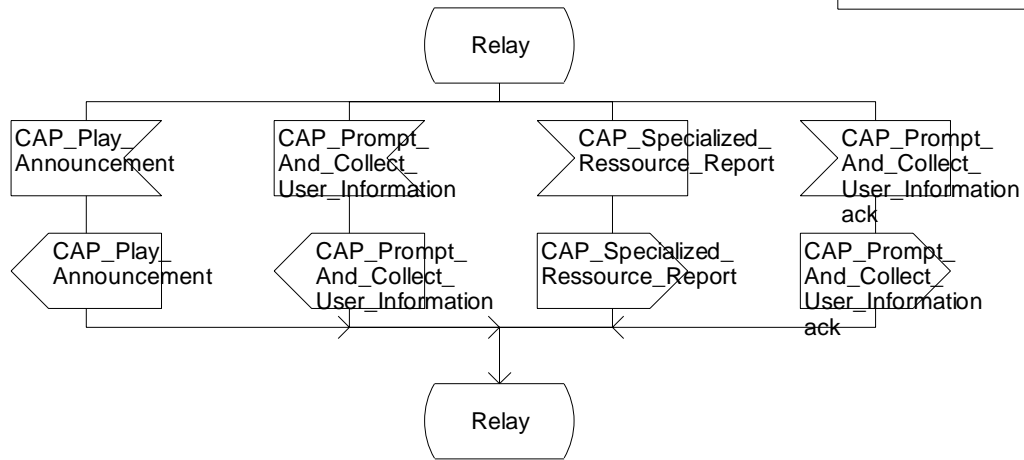 Relay
CAP_Play_
Announcement
CAP_Prompt_
And_Collect_
User_Information
CAP_Specialized_
Ressource_Report
CAP_Prompt_
And_Collect_
User_Information
ack
CAP_Play_
Announcement
CAP_Prompt_
And_Collect_
User_Information
CAP_Specialized_
Ressource_Report
CAP_Prompt_
And_Collect_
User_Information
ack
Relay